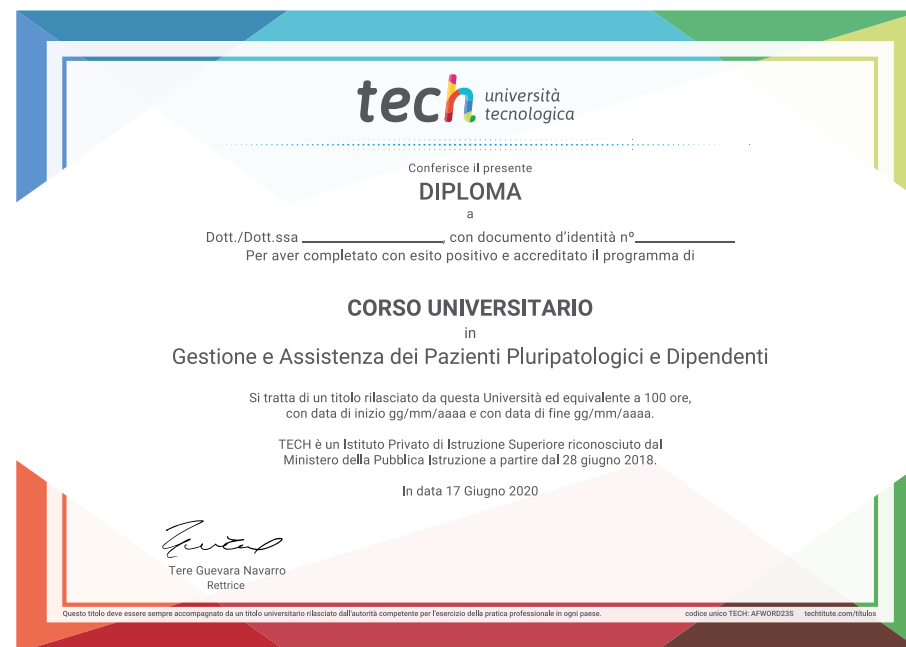 tech università
tecnologica
Conferisce il presente
DIPLOMA
a
Dott./Dott.ssa ____________________, con documento d'identità nº______________
Per aver completato con esito positivo e accreditato il programma di
CORSO UNIVERSITARIO
in
Gestione e Assistenza dei Pazienti Pluripatologici e Dipendenti
Si tratta di un titolo rilasciato da questa Università ed equivalente a 100 ore,
con data di inizio gg/mm/aaaa e con data di fine gg/mm/aaaa.
TECH è un Istituto Privato di Istruzione Superiore riconosciuto dal
Ministero della Pubblica Istruzione a partire dal 28 giugno 2018.
In data 17 Giugno 2020
Tere Guevara Navarro
Rettrice
Questo titolo deve essere sempre accompagnato da un titolo universitario rilasciato dall'autorità competente per l'esercizio della pratica professionale in ogni paese. codice unico TECH: AFWORD23S techtitute.com/títulos